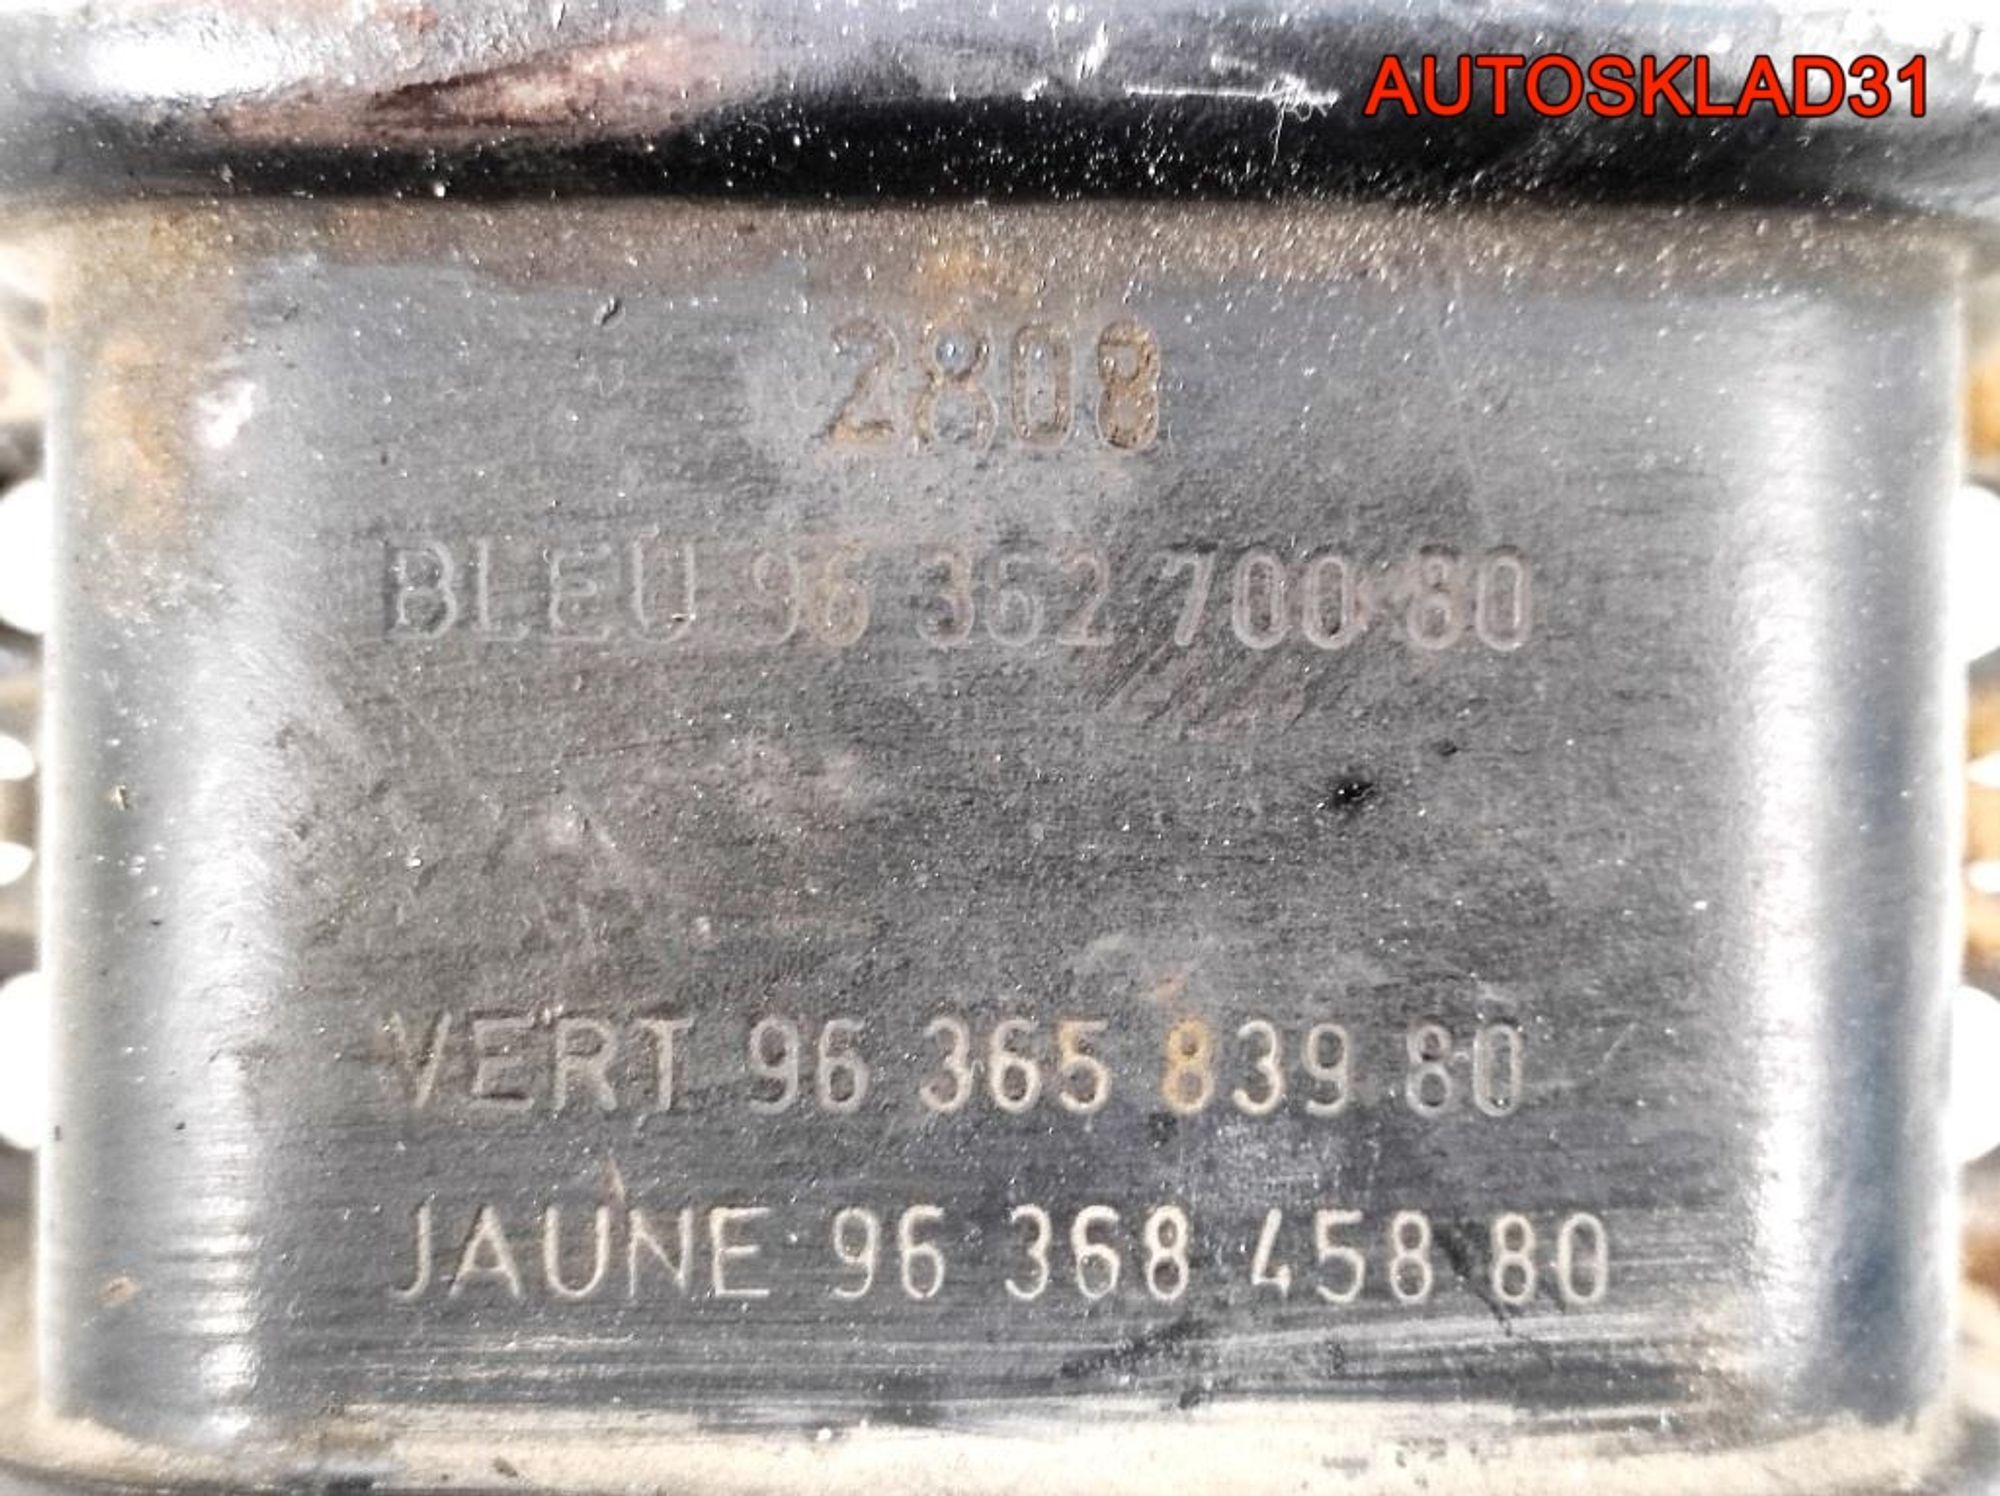 AUTOSKLAD31
2808
BLEU 96 362 700 80
VERT 96 365 839 80
JAUNE 96 368 458 80